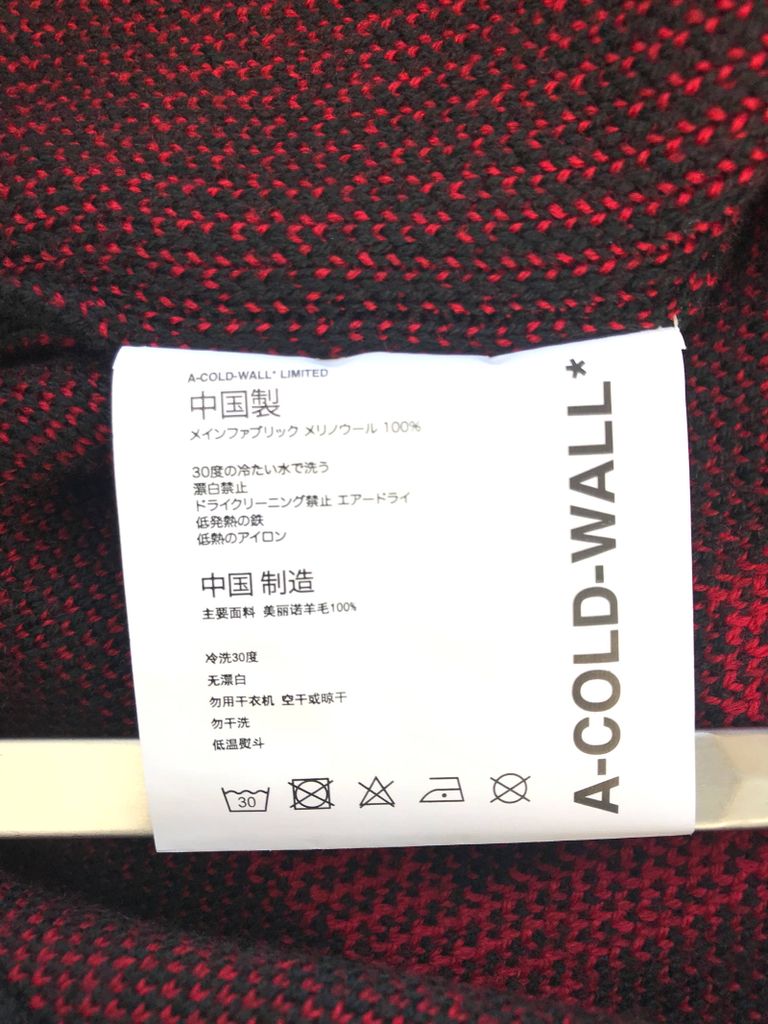 A-COLD-WALL* LIMITED
中国製
メインファブリック メリノウール 100%
30度の冷たい水で洗う
漂白禁止
ドライクリーニング禁止 エアードライ
低発熱の鉄
低熱のアイロン
中国 制造
主要面料 美丽诺羊毛100%
冷洗30度
无漂白
勿用干衣机 空干或晾干
勿干洗
低温熨斗
30
A-COLD-WALL*